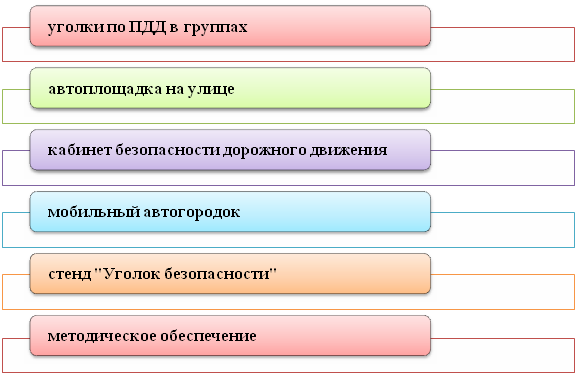 уголки по ПДД в группах
автоплощадка на улице
кабинет безопасности дорожного движения
мобильный автогородок
стенд "Уголок безопасности"
методическое обеспечение